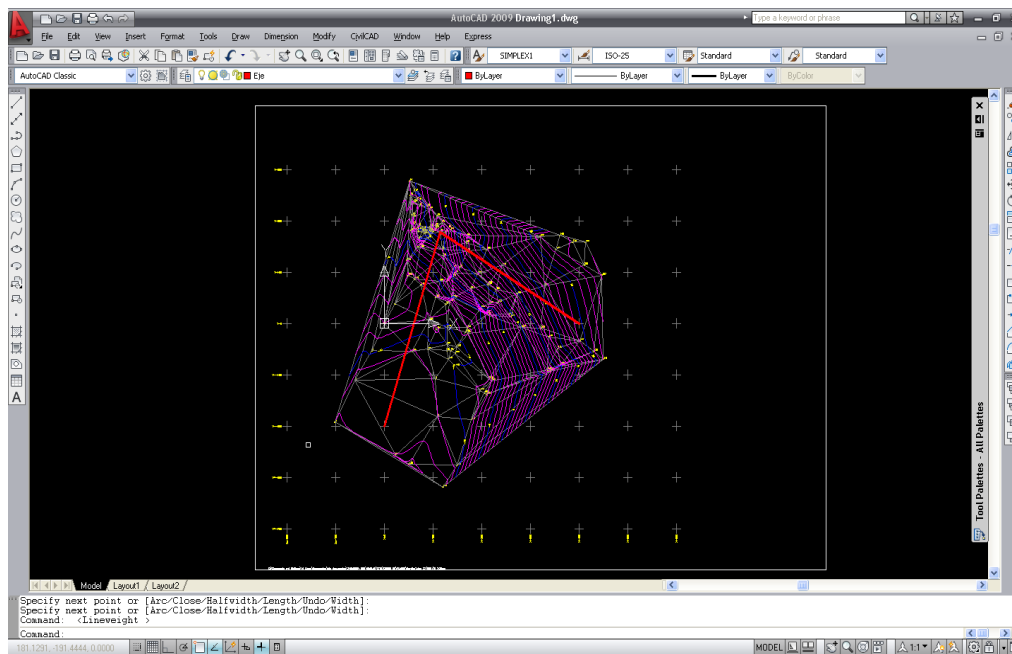 AutoCAD 2009 Drawing1.dwg
Type a keyword or phrase
File Edit View Insert Format Tools Draw Dimension Modify CivilCAD Window Help Express
SIMPLEX1 ISO-25 Standard Standard
AutoCAD Classic Eje ByLayer ByLayer ByLayer ByColor
A
Y
X
Tool Palettes - All Palettes
Model Layout1 Layout2
Specify next point or [Arc/Close/Halfwidth/Length/Undo/Width]:
Specify next point or [Arc/Close/Halfwidth/Length/Undo/Width]:
Command: <Lineweight >
Command:
181.1291, -191.4444, 0.0000 MODEL 1:1